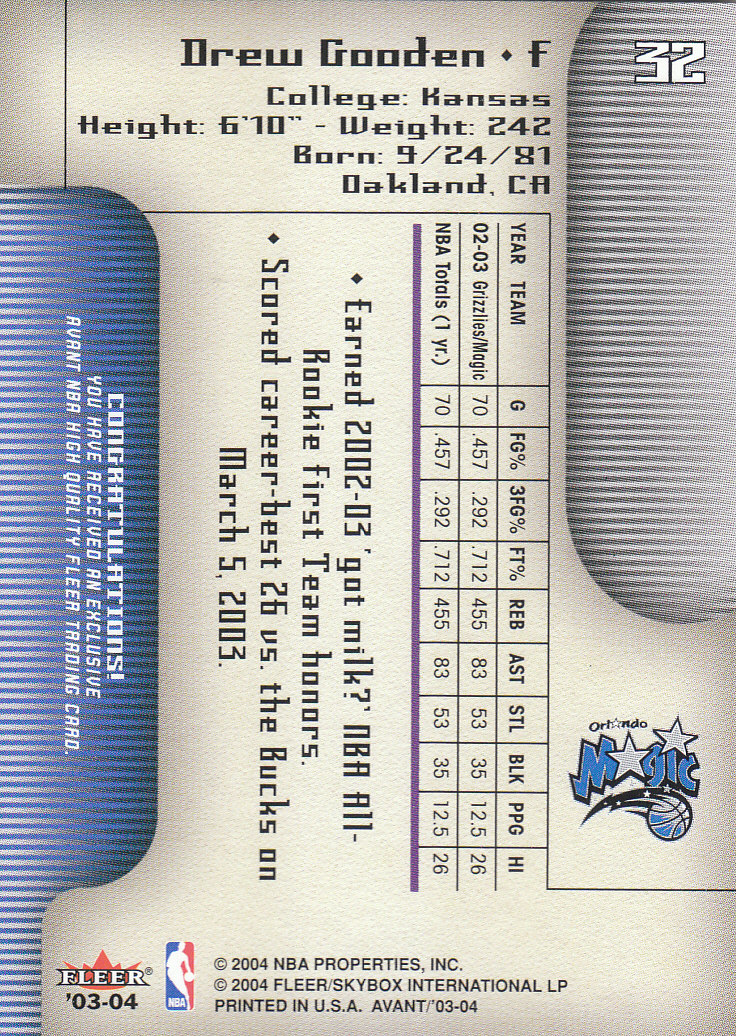 32
Drew Gooden • F
College: Kansas
Height: 6'10" - Weight: 242
Born: 9/24/81
Oakland, CA
YEAR TEAM G FG% 3FG% FT% REB AST STL BLK PPG HI
02-03 Grizzlies/Magic 70 .457 .292 .712 455 83 53 35 12.5 26
NBA Totals (1 yr.) 70 .457 .292 .712 455 83 53 35 12.5 26
• Earned 2002-03 'got milk?' NBA All-
Rookie First Team honors.
• Scored career-best 26 vs. the Bucks on
March 5, 2003.
CONGRATULATIONS!
YOU HAVE RECEIVED AN EXCLUSIVE
AVANT NBA HIGH QUALITY FLEER TRADING CARD.
Orlando
Magic
FLEER®
'03-04
NBA
© 2004 NBA PROPERTIES, INC.
© 2004 FLEER/SKYBOX INTERNATIONAL LP
PRINTED IN U.S.A. AVANT/'03-04